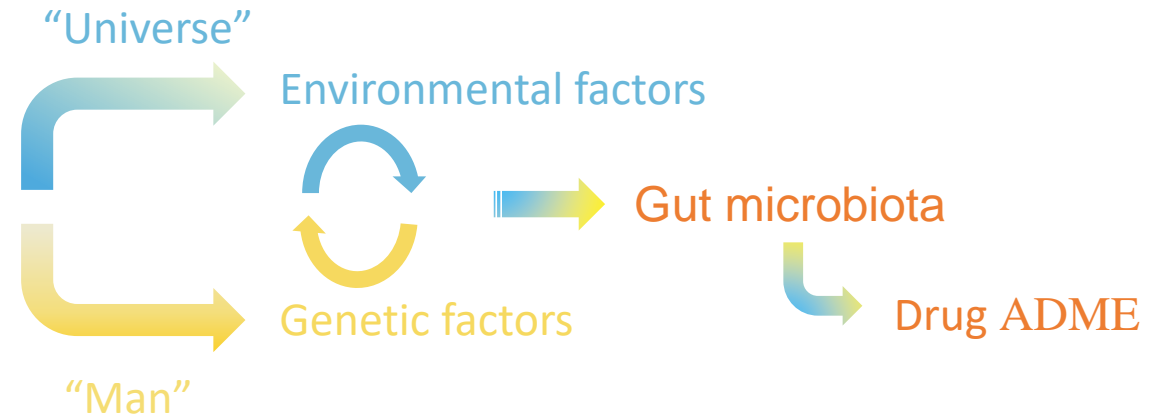 “Universe”
Environmental factors
Gut microbiota
Genetic factors
Drug ADME
“Man”